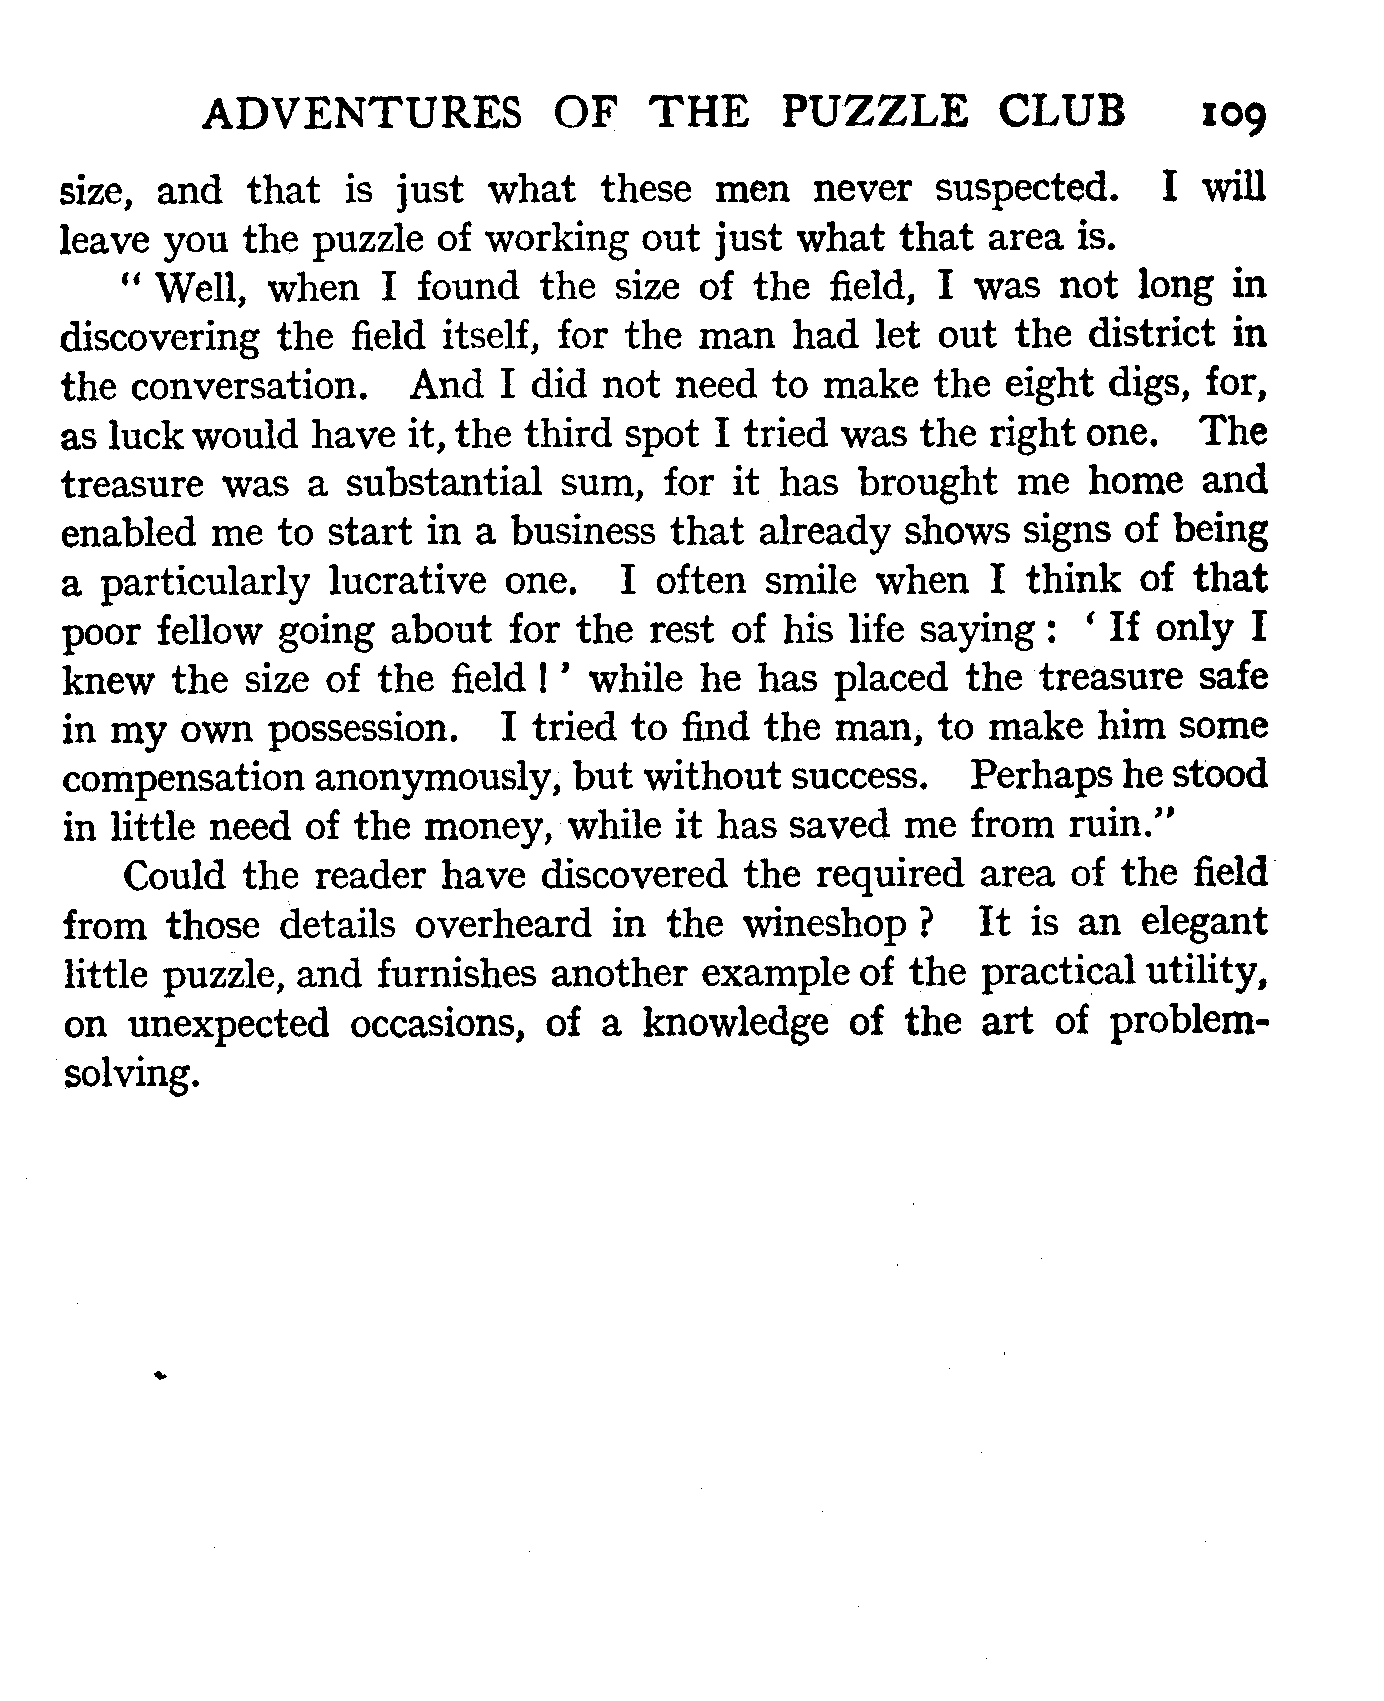 ADVENTURES OF THE PUZZLE CLUB 109
size, and that is just what these men never suspected. I will
leave you the puzzle of working out just what that area is.
“ Well, when I found the size of the field, I was not long in
discovering the field itself, for the man had let out the district in
the conversation. And I did not need to make the eight digs, for,
as luck would have it, the third spot I tried was the right one. The
treasure was a substantial sum, for it has brought me home and
enabled me to start in a business that already shows signs of being
a particularly lucrative one. I often smile when I think of that
poor fellow going about for the rest of his life saying : ‘ If only I
knew the size of the field ! ’ while he has placed the treasure safe
in my own possession. I tried to find the man, to make him some
compensation anonymously, but without success. Perhaps he stood
in little need of the money, while it has saved me from ruin.”
Could the reader have discovered the required area of the field
from those details overheard in the wineshop ? It is an elegant
little puzzle, and furnishes another example of the practical utility,
on unexpected occasions, of a knowledge of the art of problem-
solving.